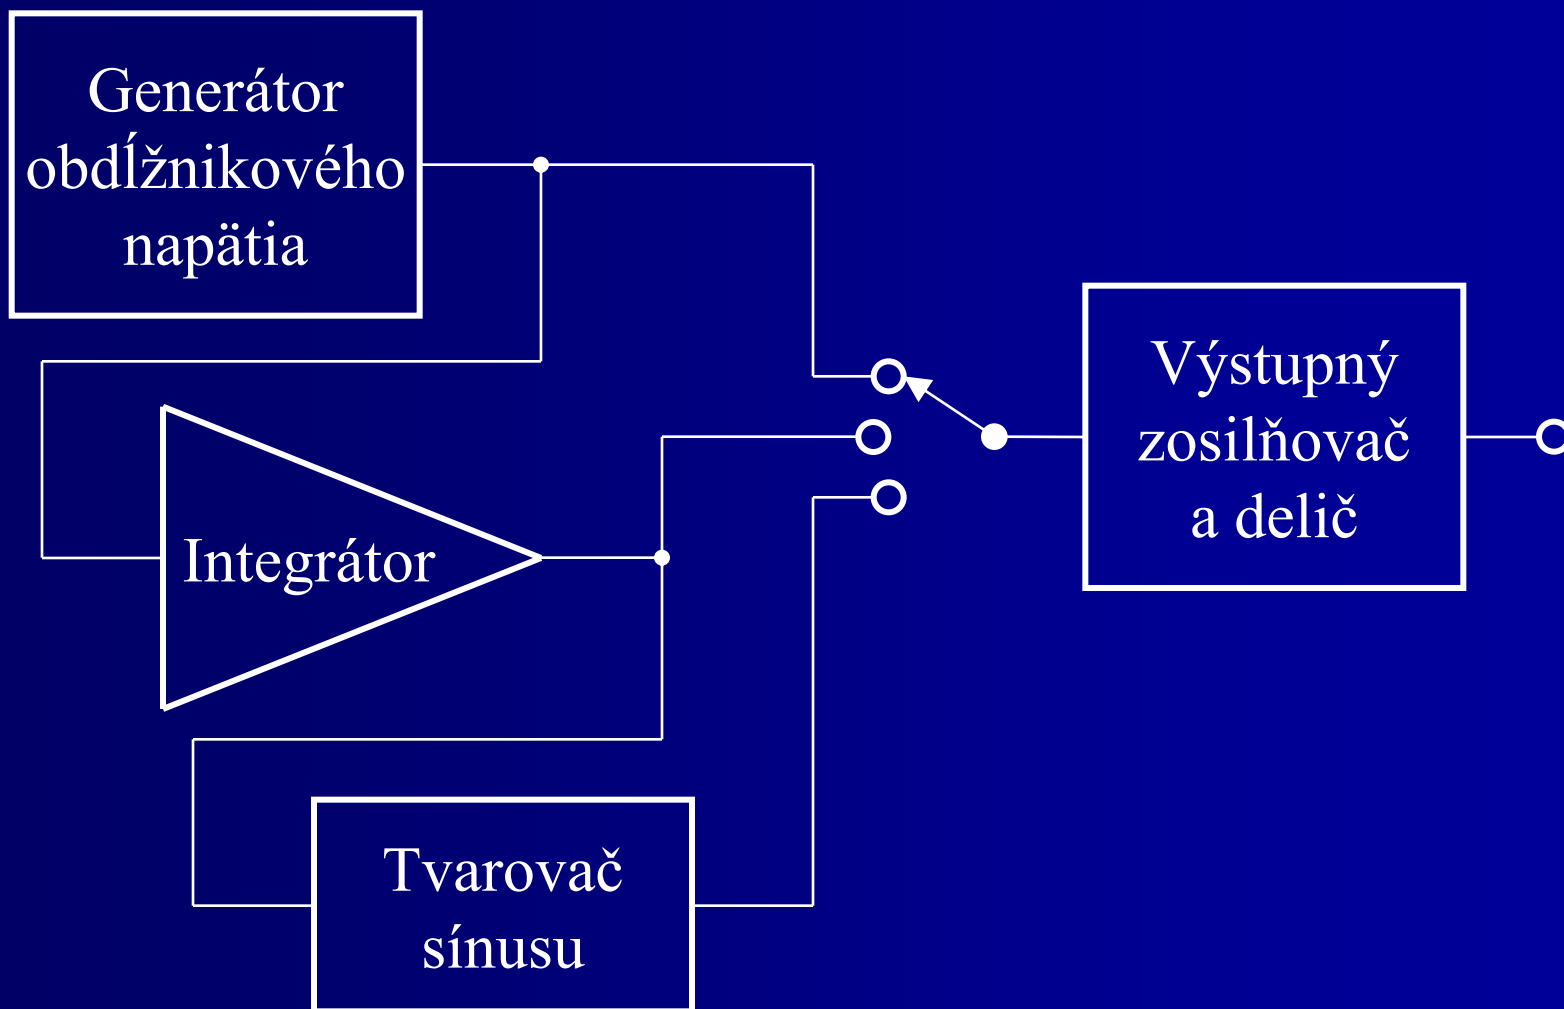 Generátor
obdĺžnikového
napätia
Výstupný
zosilňovač
a delič
Integrátor
Tvarovač
sínusu